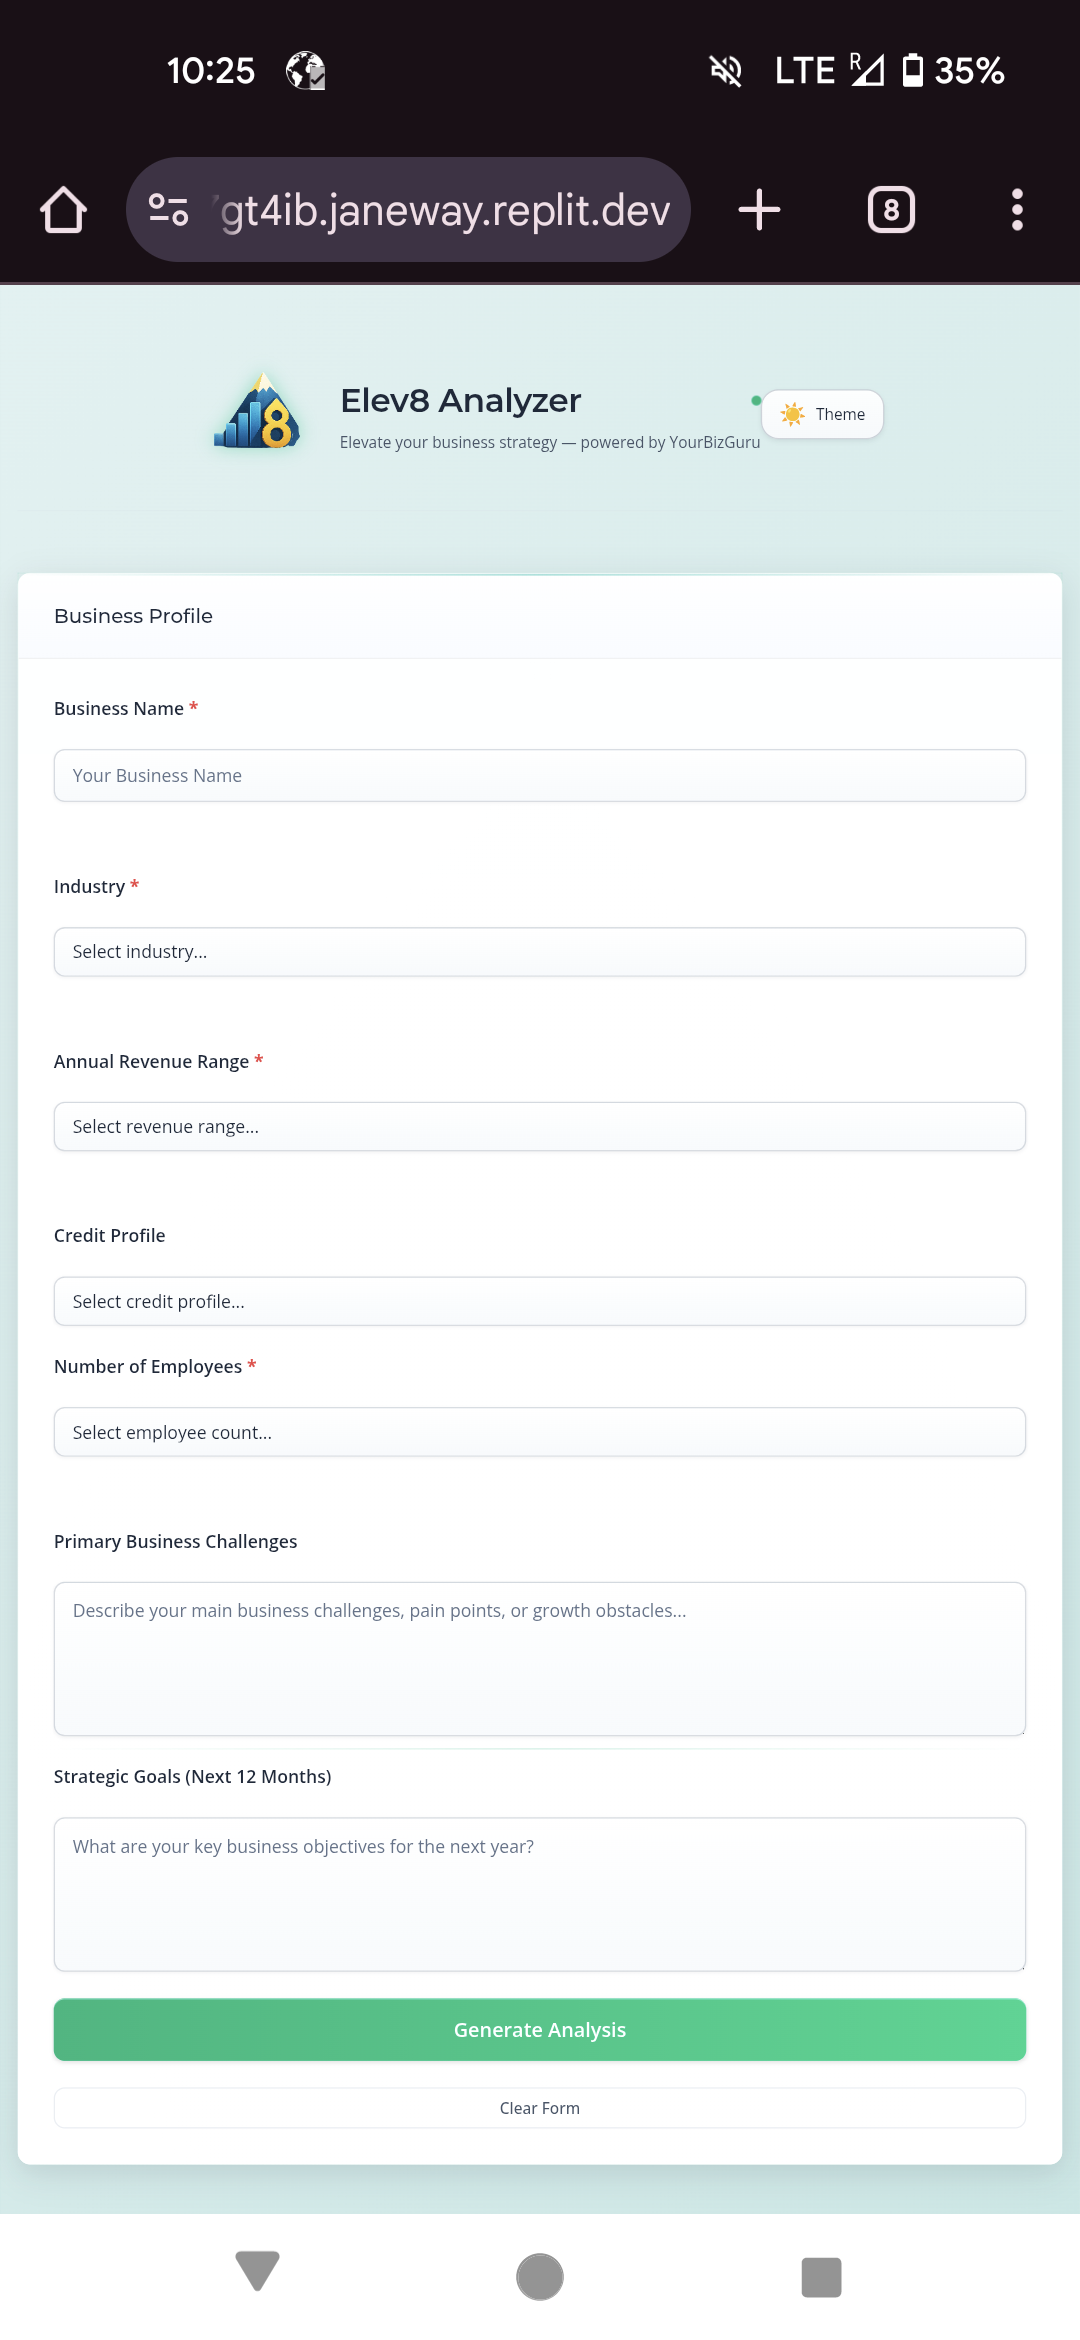 10:25
LTE R 35%
gt4ib.janeway.replit.dev
8
8
Elev8 Analyzer
Elevate your business strategy — powered by YourBizGuru
Theme
Business Profile
Business Name *
Your Business Name
Industry *
Select industry...
Annual Revenue Range *
Select revenue range...
Credit Profile
Select credit profile...
Number of Employees *
Select employee count...
Primary Business Challenges
Describe your main business challenges, pain points, or growth obstacles...
Strategic Goals (Next 12 Months)
What are your key business objectives for the next year?
Generate Analysis
Clear Form